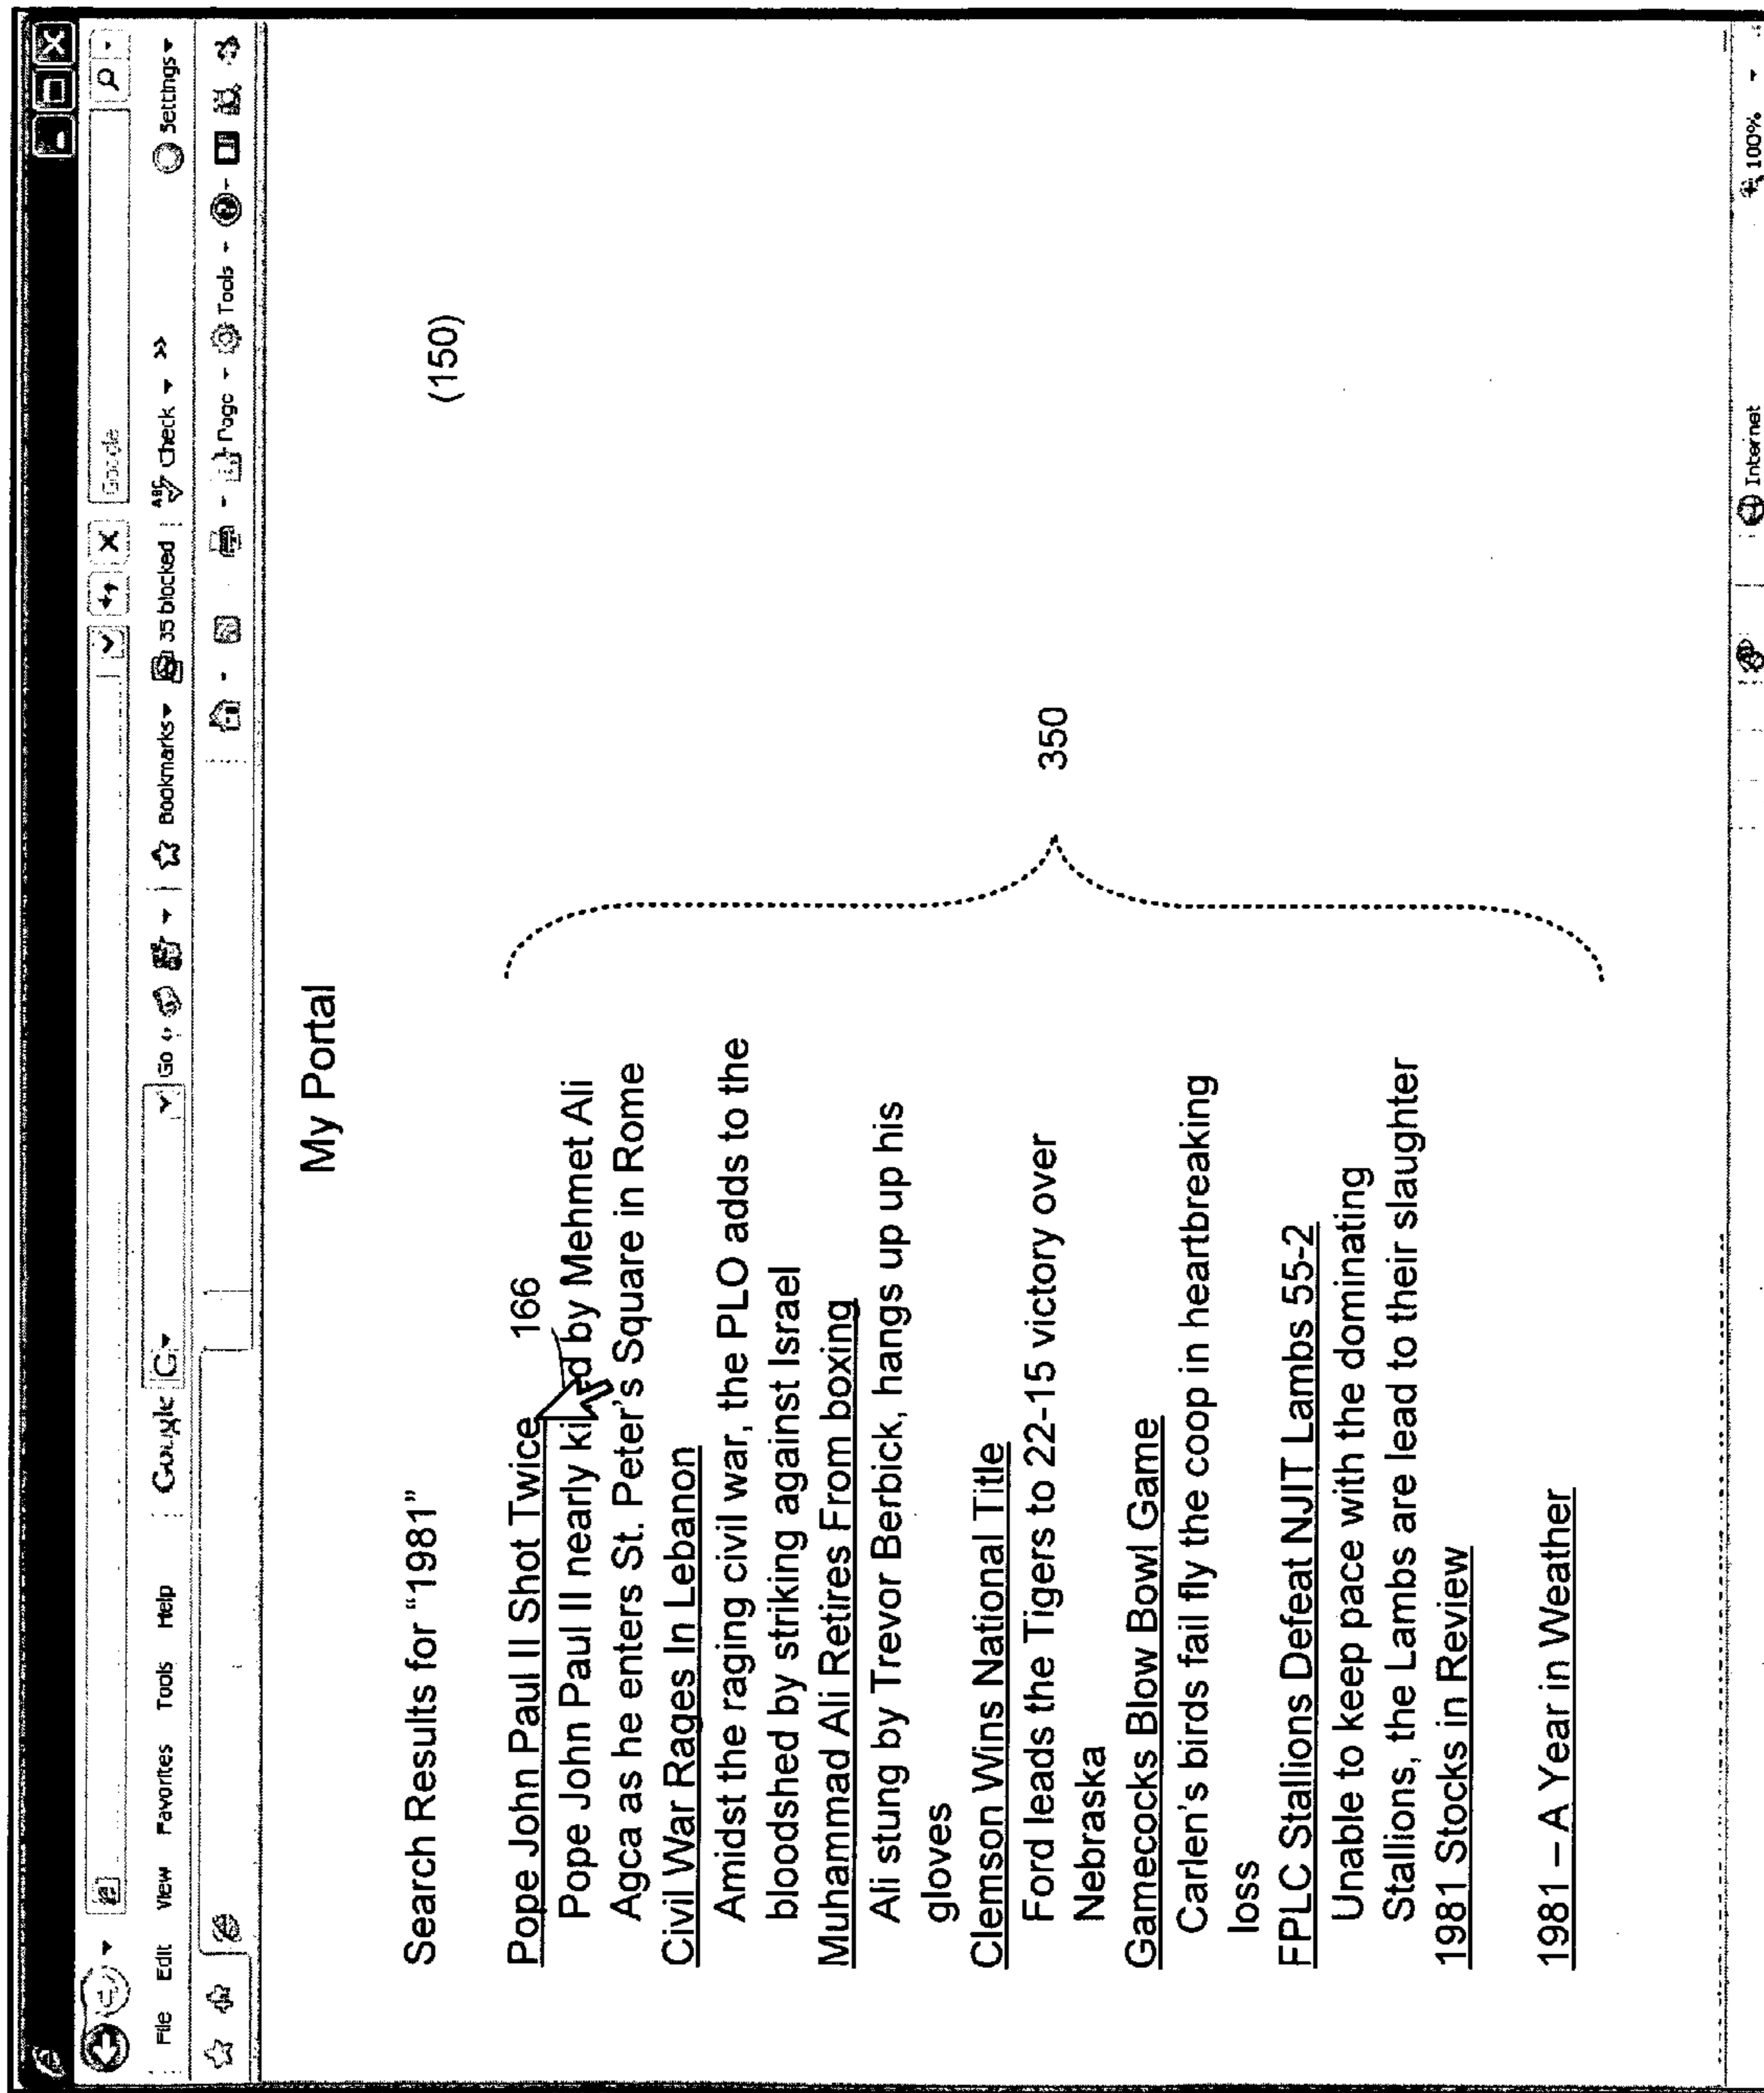 Google
File Edit View Favorites Tools Help
Google G Go Bookmarks 35 blocked ABC Check » Settings
Page Tools
My Portal
Search Results for “1981”
(150)
Pope John Paul II Shot Twice 166
Pope John Paul II nearly ki ed by Mehmet Ali
Agca as he enters St. Peter’s Square in Rome
Civil War Rages In Lebanon
Amidst the raging civil war, the PLO adds to the
bloodshed by striking against Israel
Muhammad Ali Retires From boxing
Ali stung by Trevor Berbick, hangs up up his
gloves
Clemson Wins National Title
Ford leads the Tigers to 22-15 victory over
350
Nebraska
Gamecocks Blow Bowl Game
Carlen’s birds fail fly the coop in heartbreaking
loss
FPLC Stallions Defeat NJIT Lambs 55-2
Unable to keep pace with the dominating
Stallions, the Lambs are lead to their slaughter
1981 Stocks in Review
1981 – A Year in Weather
Internet 100%